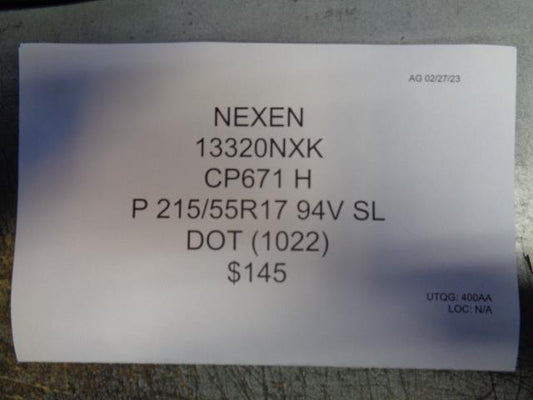 AG 02/27/23
NEXEN
13320NXK
CP671 H
P 215/55R17 94V SL
DOT (1022)
$145
UTQG: 400AA
LOC: N/A